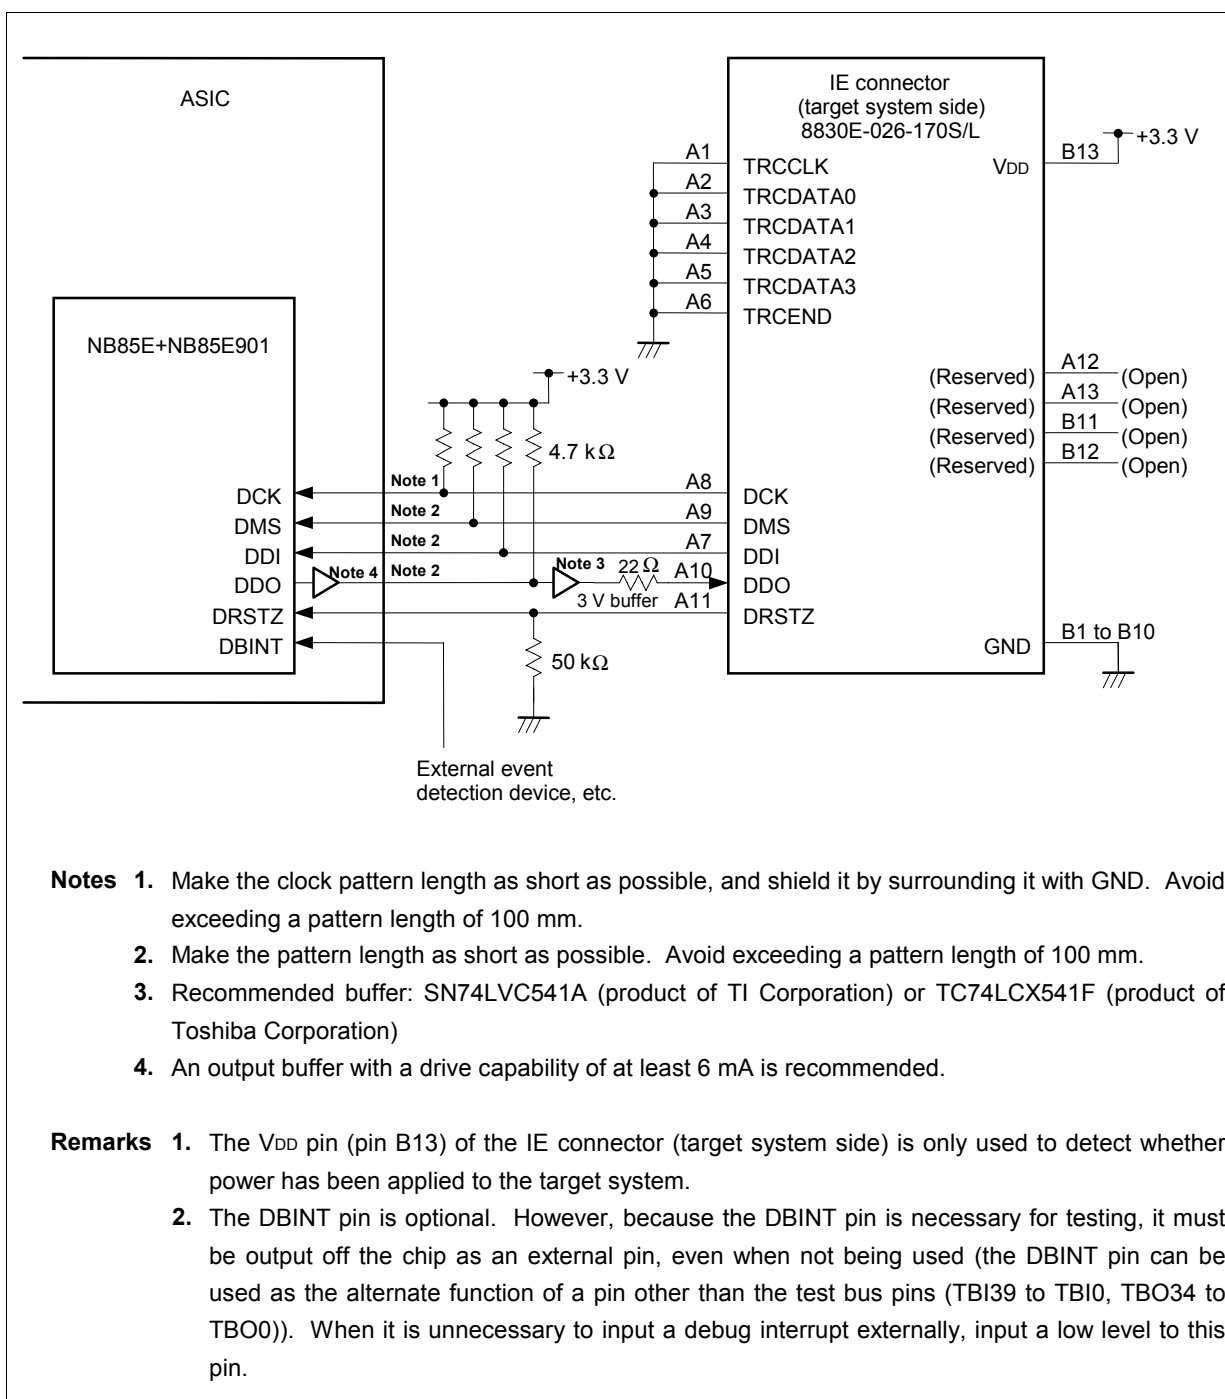 ASIC
IE connector
(target system side)
8830E-026-170S/L
A1 TRCCLK VDD B13 +3.3 V
A2 TRCDATA0
A3 TRCDATA1
A4 TRCDATA2
A5 TRCDATA3
A6 TRCEND
NB85E+NB85E901
+3.3 V
(Reserved) A12 (Open)
(Reserved) A13 (Open)
(Reserved) B11 (Open)
(Reserved) B12 (Open)
4.7 kΩ
DCK Note 1 A8 DCK
DMS Note 2 A9 DMS
DDI Note 2 A7 DDI
DDO Note 4 Note 2 Note 3 22 Ω A10 DDO
3 V buffer
DRSTZ A11 DRSTZ
DBINT
50 kΩ
GND B1 to B10
External event
detection device, etc.
Notes 1. Make the clock pattern length as short as possible, and shield it by surrounding it with GND. Avoid
exceeding a pattern length of 100 mm.
2. Make the pattern length as short as possible. Avoid exceeding a pattern length of 100 mm.
3. Recommended buffer: SN74LVC541A (product of TI Corporation) or TC74LCX541F (product of
Toshiba Corporation)
4. An output buffer with a drive capability of at least 6 mA is recommended.
Remarks 1. The VDD pin (pin B13) of the IE connector (target system side) is only used to detect whether
power has been applied to the target system.
2. The DBINT pin is optional. However, because the DBINT pin is necessary for testing, it must
be output off the chip as an external pin, even when not being used (the DBINT pin can be
used as the alternate function of a pin other than the test bus pins (TBI39 to TBI0, TBO34 to
TBO0)). When it is unnecessary to input a debug interrupt externally, input a low level to this
pin.